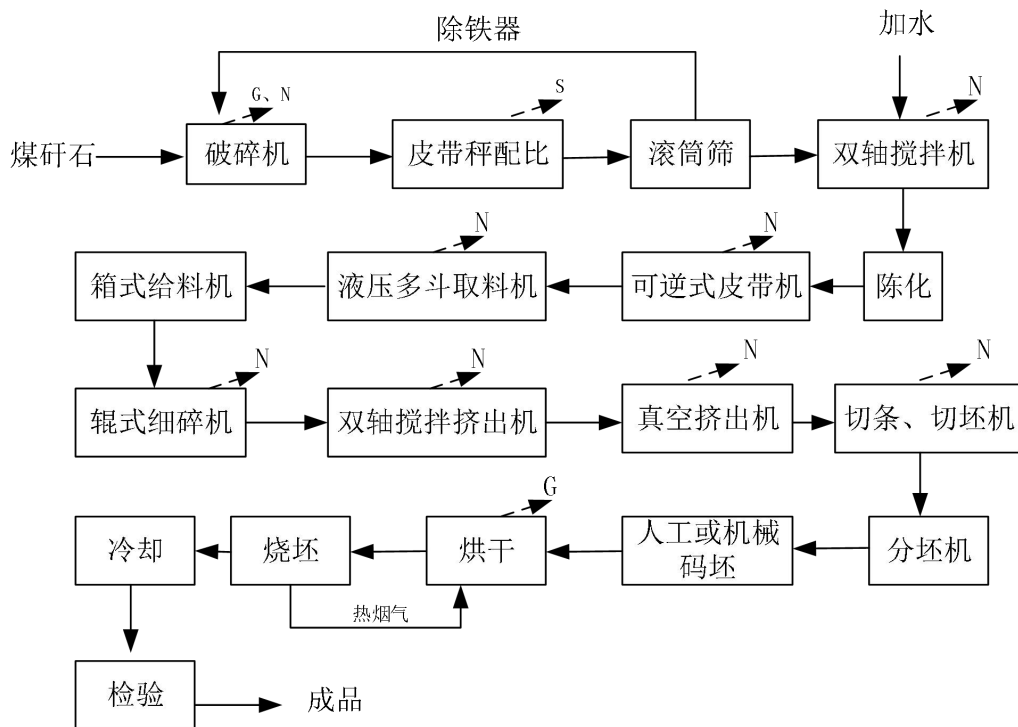 除铁器
加水
G、N
S
N
煤矸石
破碎机
皮带秤配比
滚筒筛
双轴搅拌机
N
N
箱式给料机
液压多斗取料机
可逆式皮带机
陈化
N
N
N
N
辊式细碎机
双轴搅拌挤出机
真空挤出机
切条、切坯机
G
冷却
烧坯
烘干
人工或机械
码坯
分坯机
热烟气
检验
成品